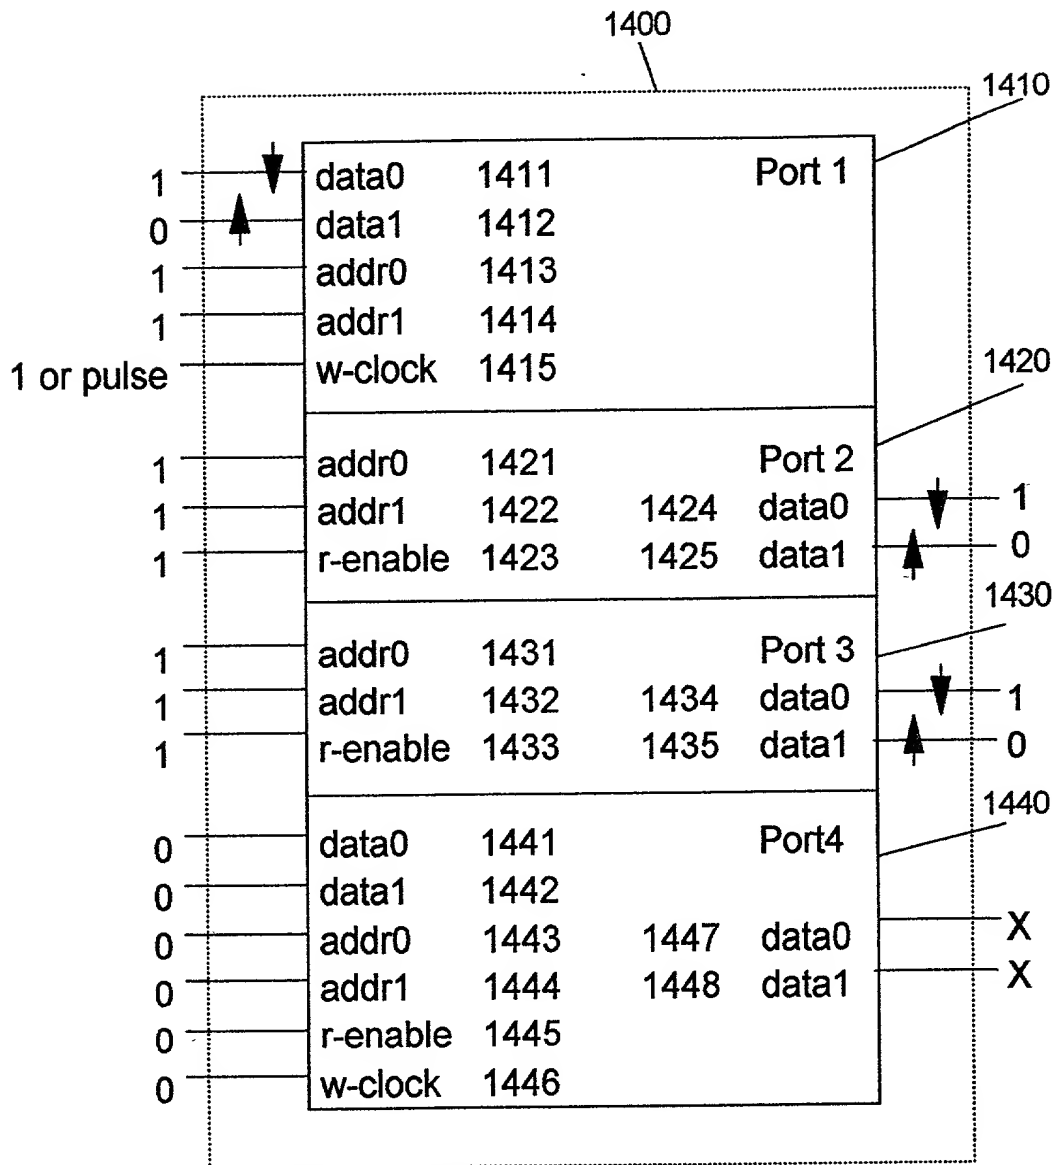 1400
1410
1 data0 1411 Port 1
0 data1 1412
1 addr0 1413
1 addr1 1414
1 or pulse w-clock 1415
1420
1 addr0 1421 Port 2
1 addr1 1422 1424 data0 1
1 r-enable 1423 1425 data1 0
1430
1 addr0 1431 Port 3
1 addr1 1432 1434 data0 1
1 r-enable 1433 1435 data1 0
1440
0 data0 1441 Port4
0 data1 1442
0 addr0 1443 1447 data0 X
0 addr1 1444 1448 data1 X
0 r-enable 1445
0 w-clock 1446